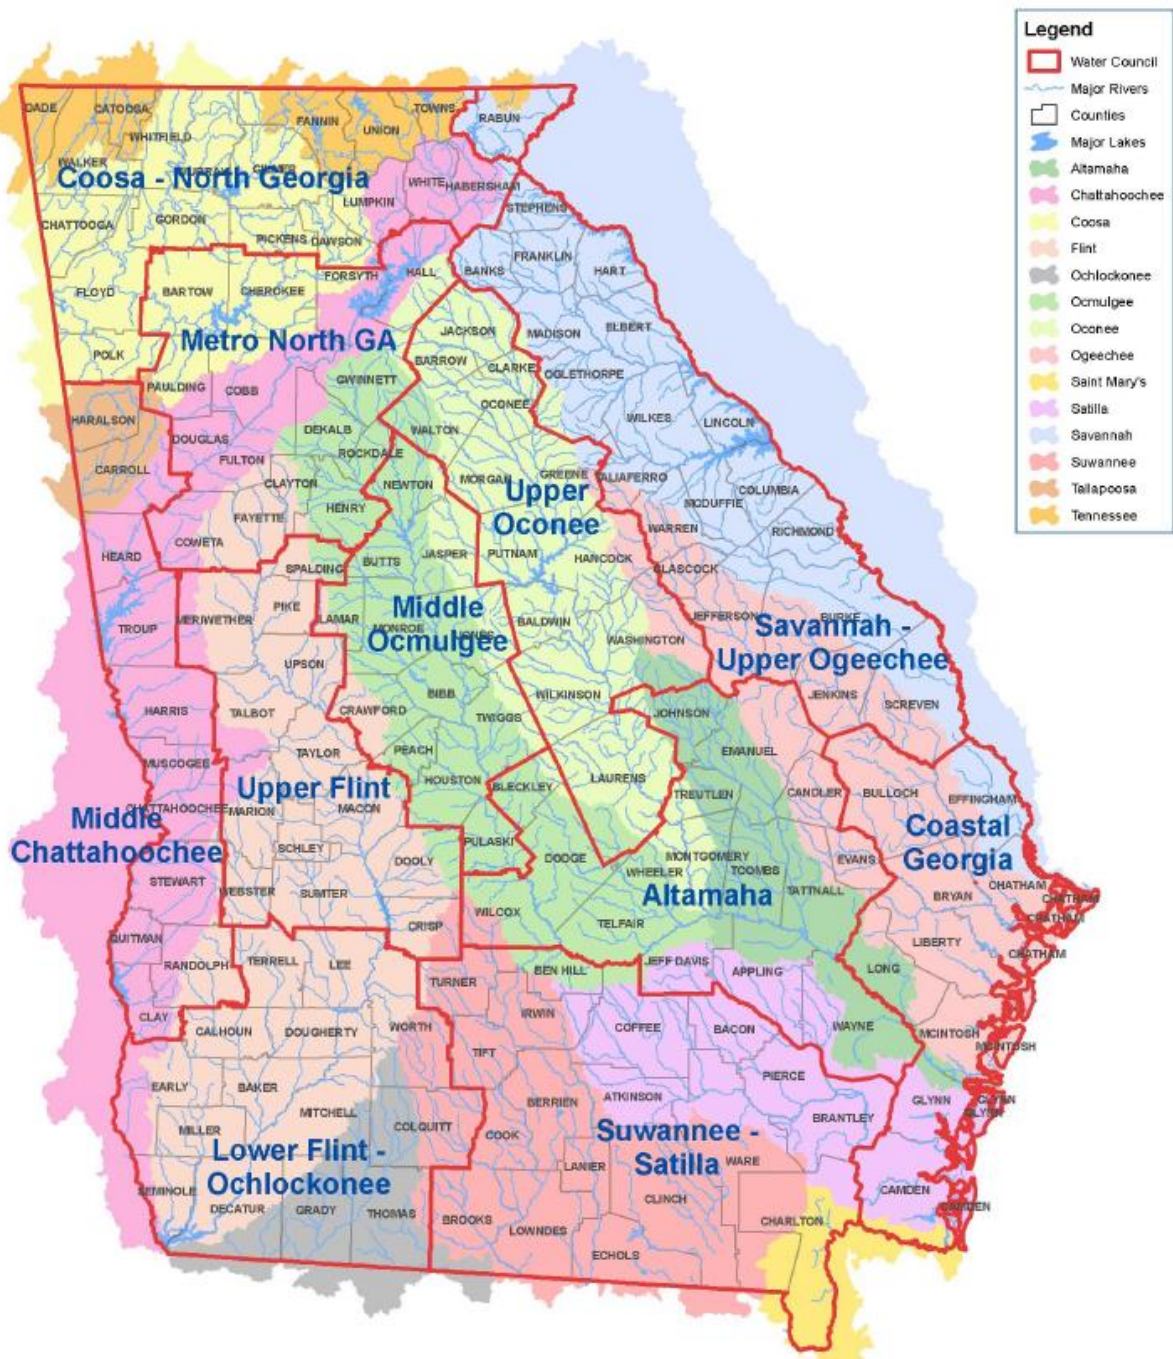 Legend
Water Council
Major Rivers
Counties
Major Lakes
Altamaha
Chattahoochee
Coosa
Flint
Ochlockonee
Ocmulgee
Oconee
Ogeechee
Saint Mary's
Satilla
Savannah
Suwannee
Tallapoosa
Tennessee
DADE
CATOOSA
WHITFIELD
FANNIN
UNION
TOWNS
RABUN
WALKER
Coosa - North Georgia
WHITE
HABERSHAM
LUMPKIN
STEPHENS
CHATTOOGA
GORDON
PICKENS
DAWSON
FRANKLIN
HART
BANKS
HALL
FORSYTH
FLOYD
BARTOW
CHEROKEE
JACKSON
MADISON
ELBERT
Metro North GA
POLK
BARROW
CLARKE
OGLETHORPE
PAULDING
COBB
GWINNETT
OCONEE
WILKES
LINCOLN
HARALSON
DOUGLAS
DEKALB
WALTON
CARROLL
FULTON
ROCKDALE
CLAYTON
NEWTON
MORGAN
GREENE
TALIAFERRO
COLUMBIA
MCDUFFIE
Upper
Oconee
FAYETTE
HENRY
WARREN
RICHMOND
COWETA
HEARD
SPALDING
BUTTS
JASPER
PUTNAM
HANCOCK
GLASCOCK
TROUP
MERIWETHER
PIKE
LAMAR
MONROE
Middle
Ocmulgee
BALDWIN
JEFFERSON
BURKE
Savannah -
Upper Ogeechee
WASHINGTON
UPSON
BIBB
WILKINSON
JENKINS
SCREVEN
HARRIS
TALBOT
CRAWFORD
TWIGGS
JOHNSON
TAYLOR
PEACH
EMANUEL
MUSCOGEE
HOUSTON
BLECKLEY
LAURENS
Upper Flint
TREUTLEN
CANDLER
BULLOCH
EFFINGHAM
CHATTAHOOCHEE
MARION
MACON
Middle
Chattahoochee
Coastal
Georgia
SCHLEY
DOOLY
PULASKI
DODGE
MONTGOMERY
WHEELER
TOOMBS
EVANS
STEWART
WEBSTER
SUMTER
Altamaha
TATTNALL
BRYAN
CHATHAM
CHATHAM
CHATHAM
CHATHAM
WILCOX
TELFAIR
CRISP
QUITMAN
LIBERTY
RANDOLPH
TERRELL
LEE
BEN HILL
JEFF DAVIS
APPLING
LONG
TURNER
CLAY
CALHOUN
DOUGHERTY
WORTH
IRWIN
COFFEE
BACON
WAYNE
MCINTOSH
MCINTOSH
TIFT
EARLY
BAKER
PIERCE
MITCHELL
BERRIEN
ATKINSON
BRANTLEY
GLYNN
GLYNN
GLYNN
MILLER
COLQUITT
COOK
Suwannee -
Satilla
Lower Flint -
Ochlockonee
LANIER
WARE
SEMINOLE
CLINCH
CAMDEN
CAMDEN
DECATUR
GRADY
THOMAS
BROOKS
LOWNDES
CHARLTON
ECHOLS